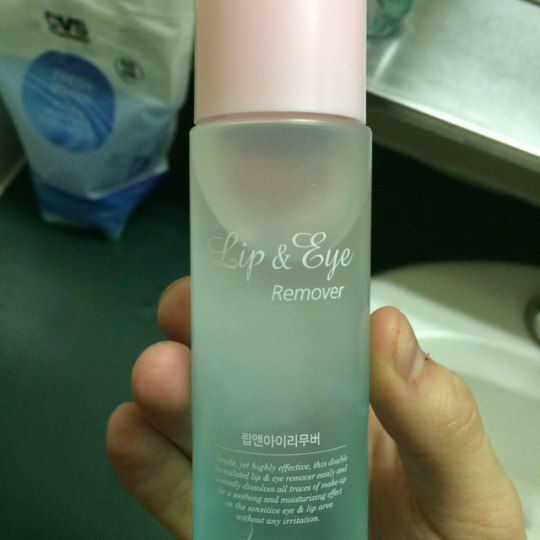 CVS
Lip & Eye
Remover
립앤아이리무버
Gentle, yet highly effective, this double
formulated lip & eye remover easily and
instantly dissolves all traces of make-up
for a soothing and moisturizing effect
on the sensitive eye & lip area
without any irritation.